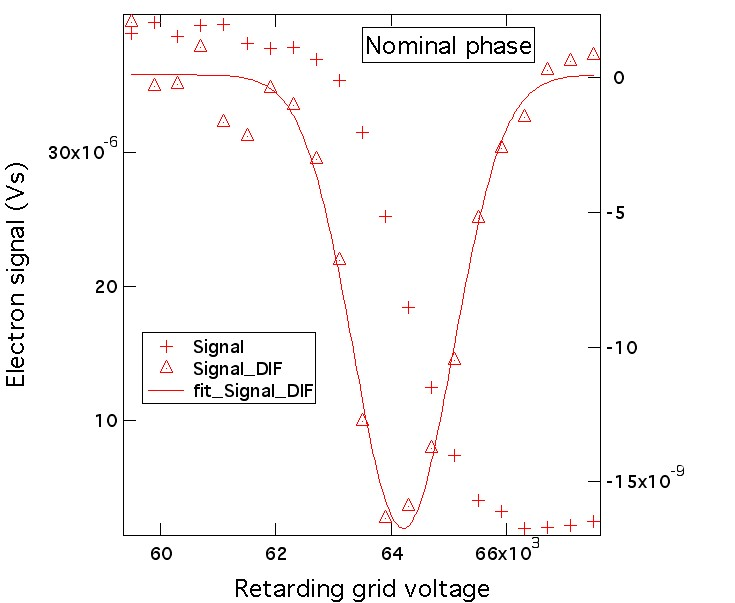 Nominal phase
Electron signal (Vs)
30x10⁻⁶
20
10
0
-5
-10
-15x10⁻⁹
Signal
Signal_DIF
fit_Signal_DIF
60 62 64 66x10³
Retarding grid voltage